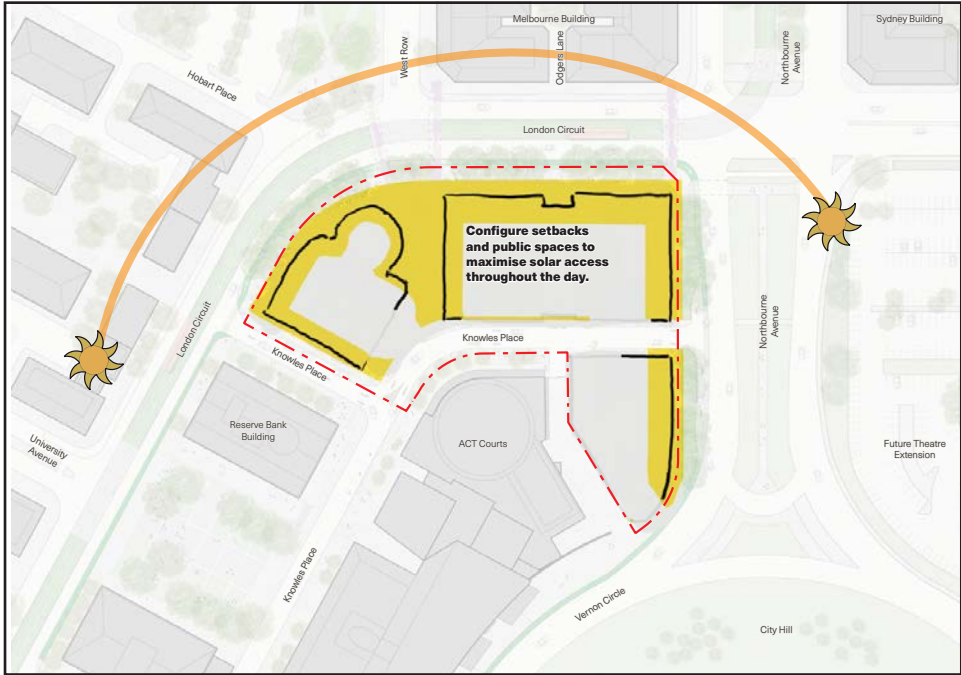 Melbourne Building
Sydney Building
West Row
Odgers Lane
Northbourne
Avenue
Hobart Place
London Circuit
Configure setbacks
and public spaces to
maximise solar access
throughout the day.
London Circuit
Knowles Place
Northbourne
Avenue
Knowles Place
Reserve Bank
Building
ACT Courts
University
Avenue
Future Theatre
Extension
Knowles Place
Vernon Circle
City Hill